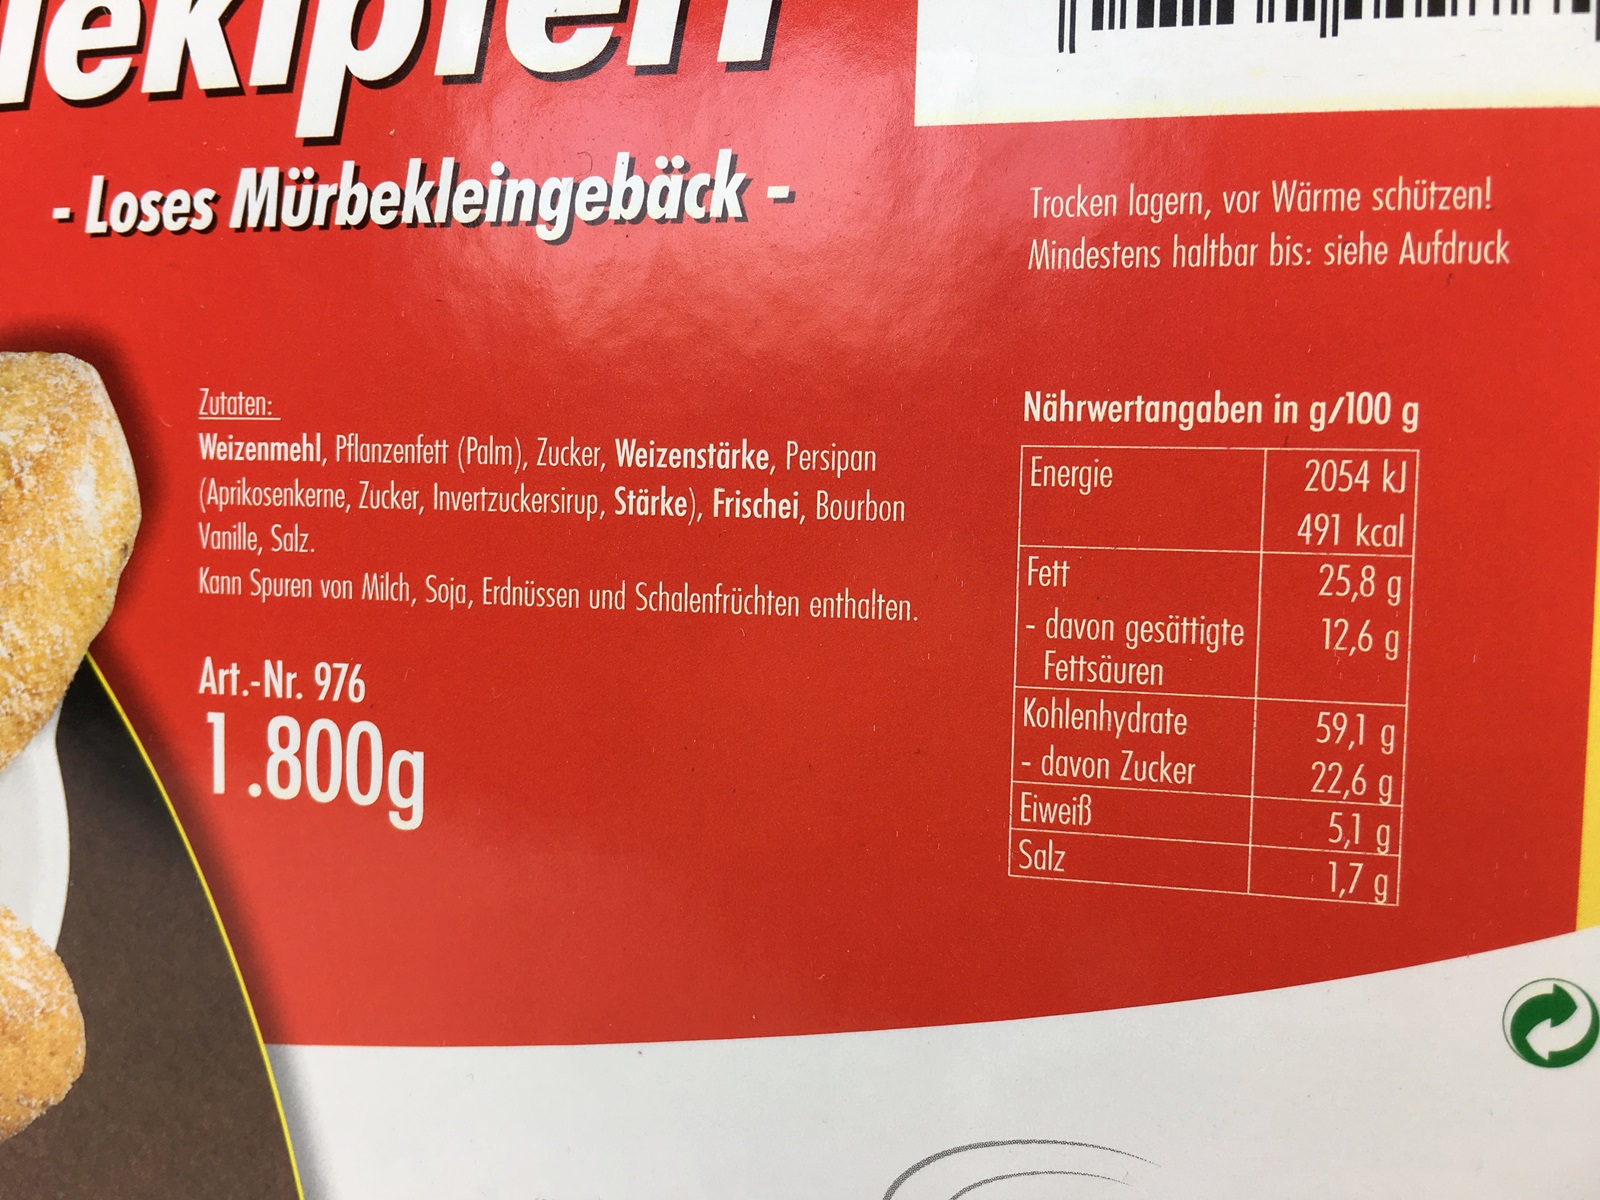 - Loses Mürbekleingebäck -
Trocken lagern, vor Wärme schützen!
Mindestens haltbar bis: siehe Aufdruck
Zutaten:
Weizenmehl, Pflanzenfett (Palm), Zucker, Weizenstärke, Persipan
(Aprikosenkerne, Zucker, Invertzuckersirup, Stärke), Frischei, Bourbon
Vanille, Salz.
Kann Spuren von Milch, Soja, Erdnüssen und Schalenfrüchten enthalten.
Art.-Nr. 976
1.800g
Nährwertangaben in g/100 g
Energie 2054 kJ
491 kcal
Fett 25,8 g
- davon gesättigte 12,6 g
Fettsäuren
Kohlenhydrate 59,1 g
- davon Zucker 22,6 g
Eiweiß 5,1 g
Salz 1,7 g